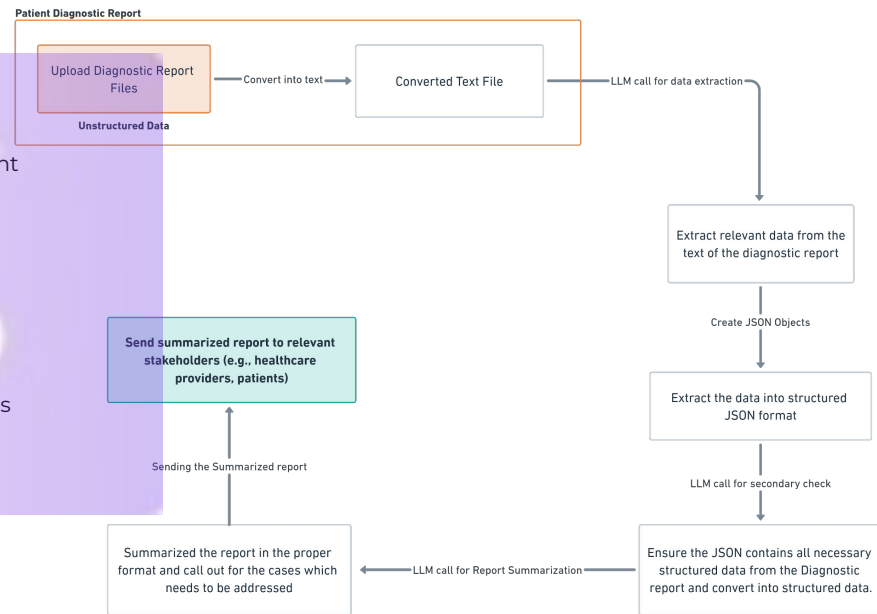 Patient Diagnostic Report
Upload Diagnostic Report
Files
Convert into text
Converted Text File
LLM call for data extraction
Unstructured Data
nt
Extract relevant data from the
text of the diagnostic report
Create JSON Objects
Send summarized report to relevant
stakeholders (e.g., healthcare
providers, patients)
Extract the data into structured
JSON format
s
Sending the Summarized report
LLM call for secondary check
Summarized the report in the proper
format and call out for the cases which
needs to be addressed
LLM call for Report Summarization
Ensure the JSON contains all necessary
structured data from the Diagnostic
report and convert into structured data.